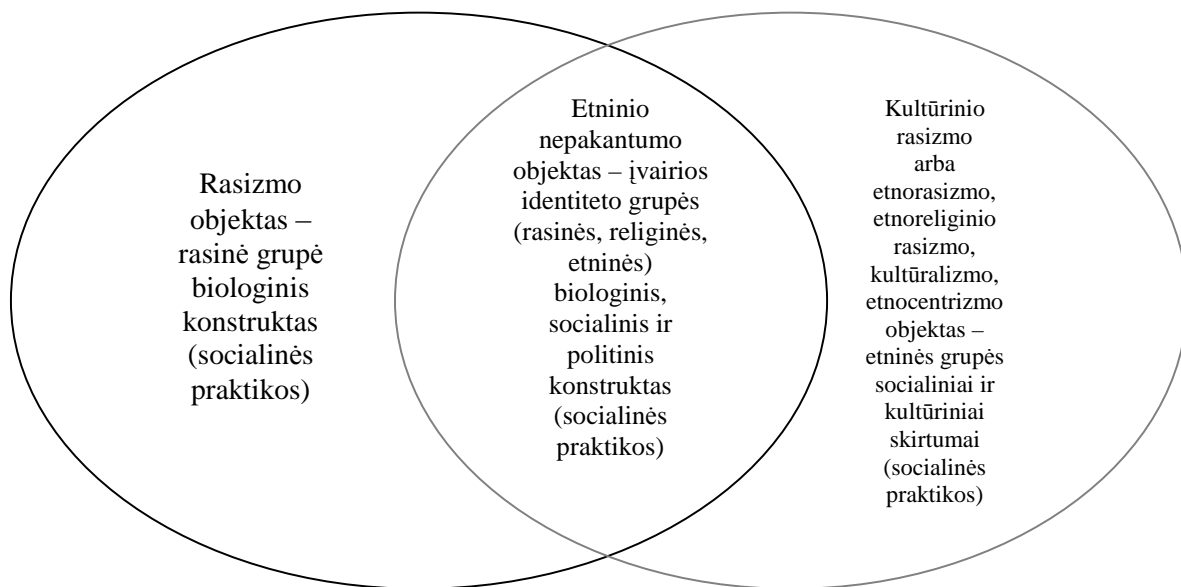 Rasizmo
objektas –
rasinė grupė
biologinis
konstruktas
(socialinės
praktikos)
Etninio
nepakantumo
objektas – įvairios
identiteto grupės
(rasinės, religinės,
etninės)
biologinis,
socialinis ir
politinis
konstruktas
(socialinės
praktikos)
Kultūrinio
rasizmo
arba
etnorasizmo,
etnoreliginio
rasizmo,
kultūralizmo,
etnocentrizmo
objektas –
etninės grupės
socialiniai ir
kultūriniai
skirtumai
(socialinės
praktikos)